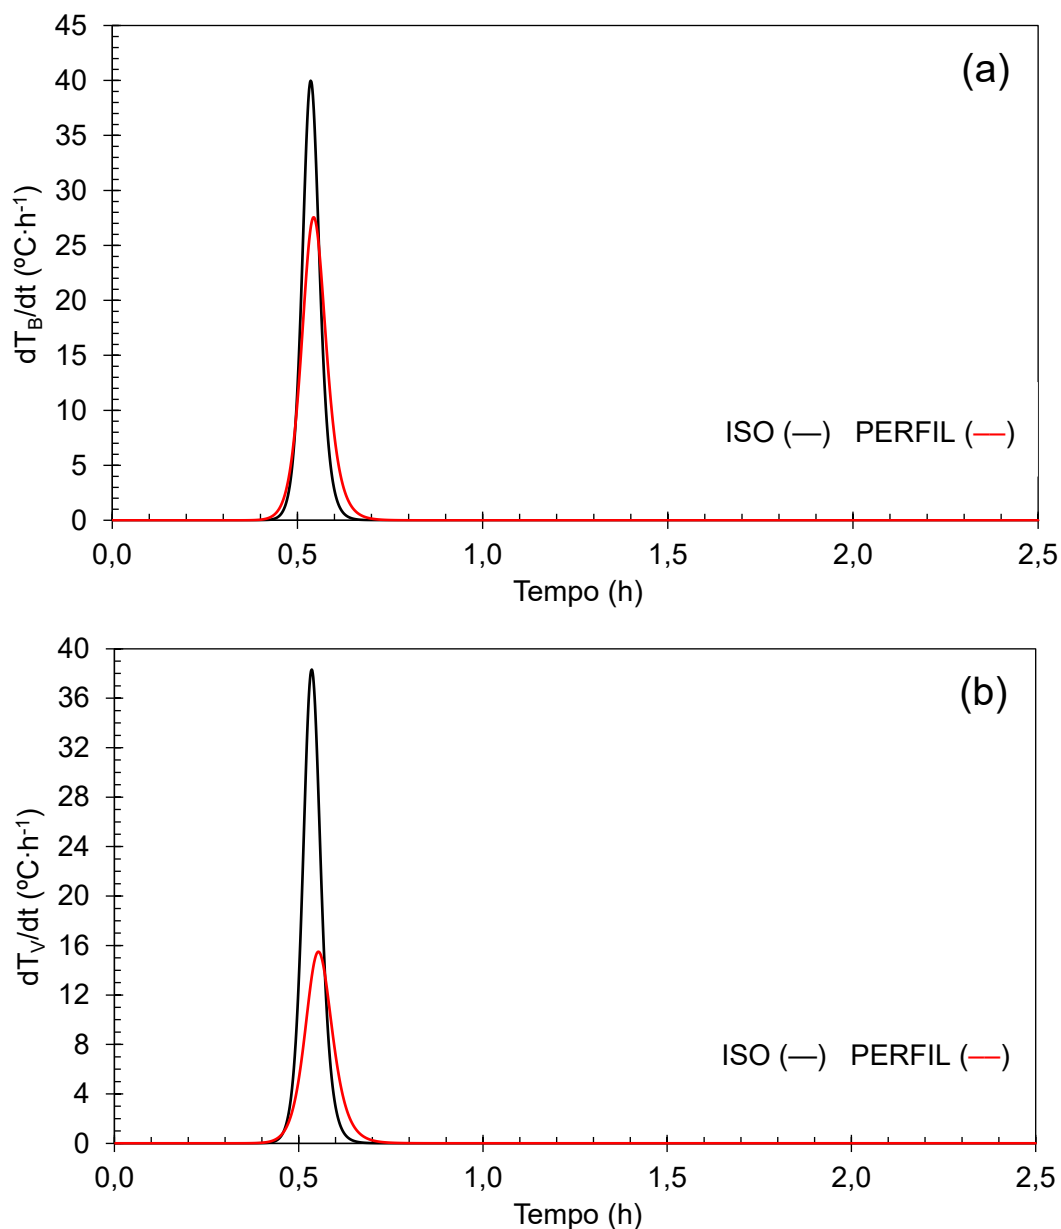 45
(a)
40
35
30
25
20
15
10
5
0
dT_B/dt (ºC·h⁻¹)
ISO (—) PERFIL (—)
0,0 0,5 1,0 1,5 2,0 2,5
Tempo (h)
40
(b)
36
32
28
24
20
16
12
8
4
0
dT_V/dt (ºC·h⁻¹)
ISO (—) PERFIL (—)
0,0 0,5 1,0 1,5 2,0 2,5
Tempo (h)